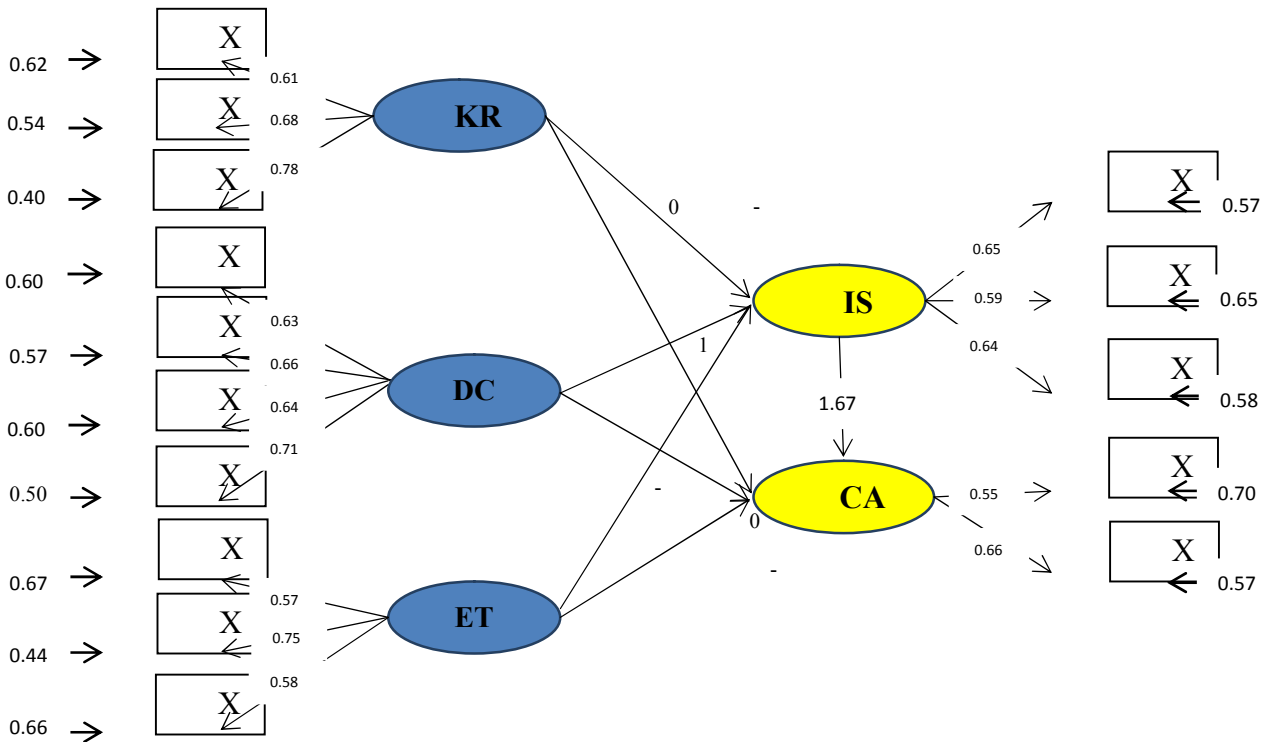 0.62
X
0.61
0.54
X
0.68
KR
0.40
X
0.78
0.60
X
0.57
X
0.63
0.66
DC
0.60
X
0.64
0.50
X
0.71
0.67
X
0.57
0.44
X
0.75
ET
0.58
0.66
X
0 -
1
-
0
-
IS
1.67
CA
0.65
X
0.57
0.59
X
0.65
0.64
X
0.58
0.55
X
0.70
0.66
X
0.57